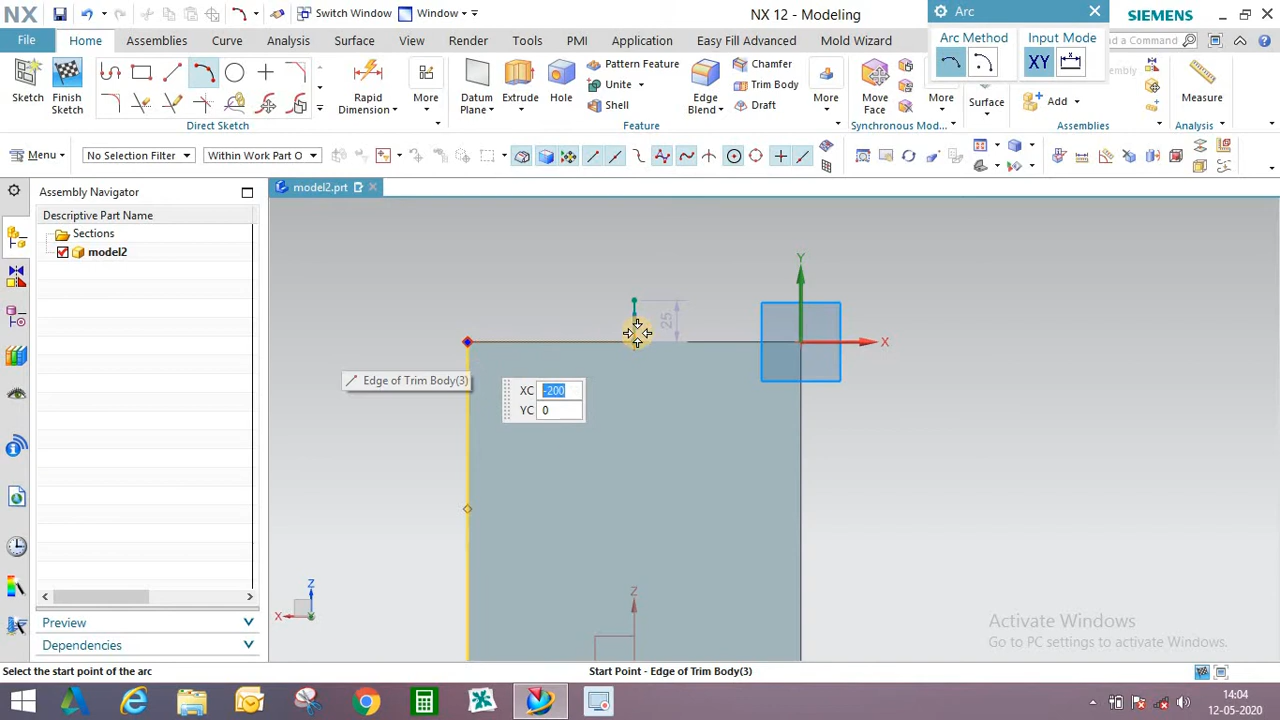 NX
Switch Window
Window
NX 12 - Modeling
Arc
SIEMENS
File
Home
Assemblies
Curve
Analysis
Surface
Render
Tools
PMI
Application
Easy Fill Advanced
Mold Wizard
Arc Method
Input Mode
XY
Sketch
Finish
Sketch
Rapid
Dimension
More
Direct Sketch
Datum
Plane
Extrude
Hole
Pattern Feature
Unite
Shell
Edge
Blend
Chamfer
Trim Body
Draft
More
Feature
Move
Face
More
Synchronous Mod...
Surface
Add
Assemblies
Measure
Analysis
Menu
No Selection Filter
Within Work Part O
Assembly Navigator
model2.prt
Descriptive Part Name
Sections
model2
Y
X
25
Edge of Trim Body(3)
XC -200
YC 0
Z
X
Z
Preview
Dependencies
Activate Windows
Go to PC settings to activate Windows.
Select the start point of the arc
Start Point - Edge of Trim Body(3)
14:04
12-05-2020